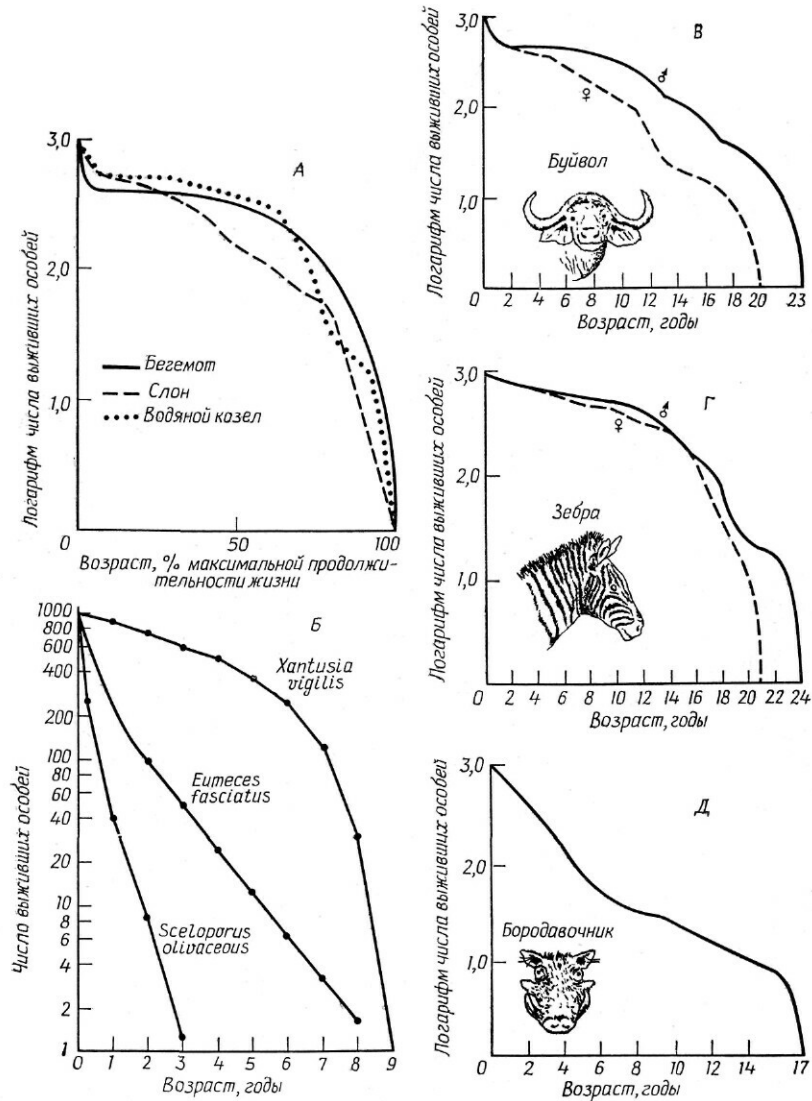 3,0
2,0
1,0
0
50
100
А
Бегемот
Слон
Водяной козел
Логарифм числа выживших особей
Возраст, % максимальной продолжи-
тельности жизни
1000
800
600
400
200
100
80
60
40
20
10
8
6
4
2
1
0 1 2 3 4 5 6 7 8 9
Б
Xantusia
vigilis
Eumeces
fasciatus
Sceloporus
olivaceous
Число выживших особей
Возраст, годы
3,0
2,0
1,0
0 2 4 6 8 10 12 14 16 18 20 23
В
♂
♀
Буйвол
Логарифм числа выживших особей
Возраст, годы
3,0
2,0
1,0
0 2 4 6 8 10 12 14 16 18 20 22 24
Г
♂
♀
Зебра
Логарифм числа выживших особей
Возраст, годы
3,0
2,0
1,0
0 2 4 6 8 10 12 14 17
Д
Бородавочник
Логарифм числа выживших особей
Возраст, годы